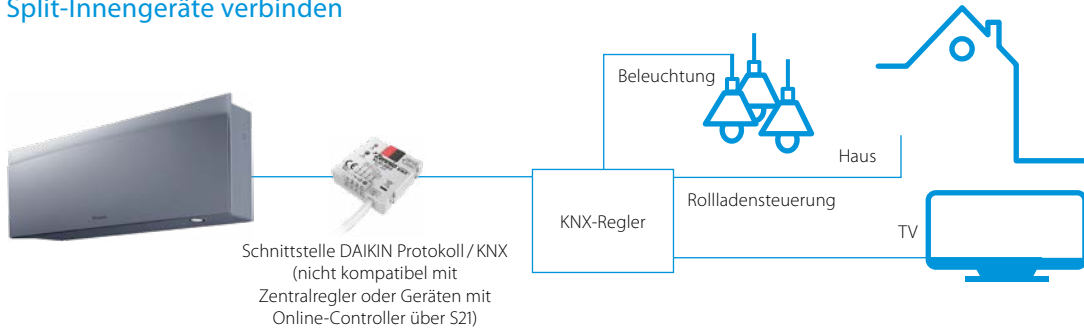 Split-Innengeräte verbinden
Beleuchtung
Haus
Rollladensteuerung
KNX-Regler
TV
Schnittstelle DAIKIN Protokoll / KNX
(nicht kompatibel mit
Zentralregler oder Geräten mit
Online-Controller über S21)